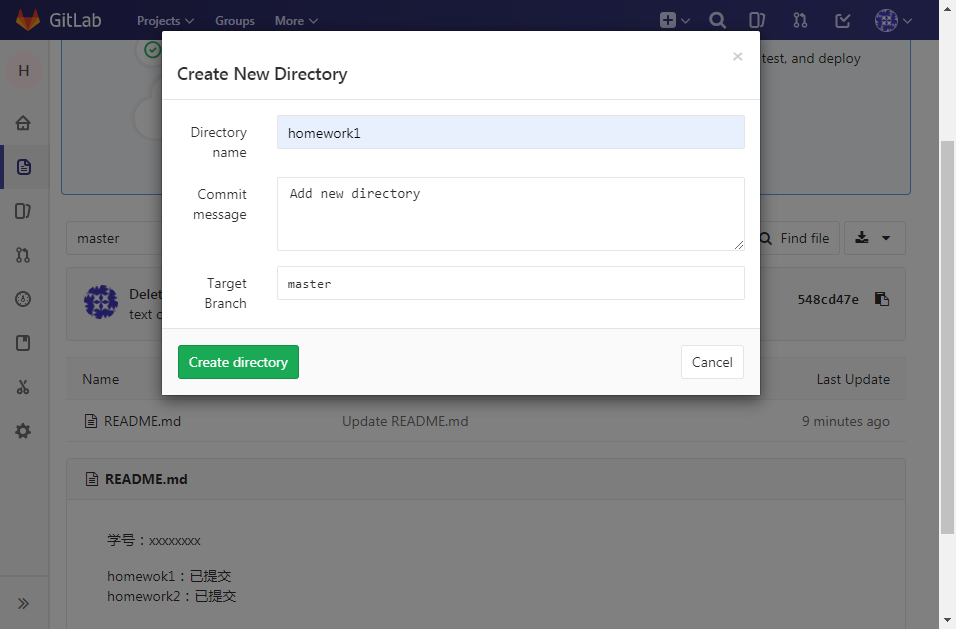 GitLab Projects Groups More
test, and deploy
H
Create New Directory
×
Directory name
homework1
Commit message
Add new directory
Target Branch
master
Create directory
Cancel
master
Find file
Delet
text c
548cd47e
Name
Last Update
README.md
Update README.md
9 minutes ago
README.md
学号：xxxxxxxx
homewok1：已提交
homework2：已提交